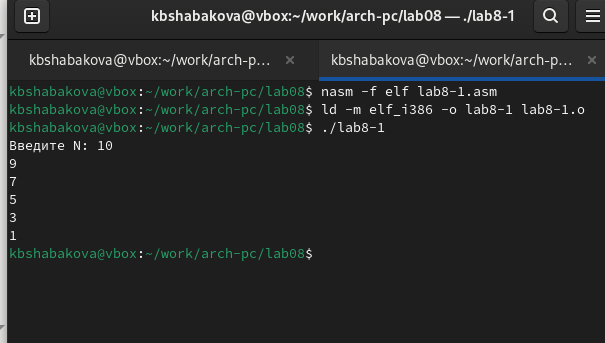 kbshabakova@vbox:~/work/arch-pc/lab08 — ./lab8-1
kbshabakova@vbox:~/work/arch-p... × kbshabakova@vbox:~/work/arch-p... ×
kbshabakova@vbox:~/work/arch-pc/lab08$ nasm -f elf lab8-1.asm
kbshabakova@vbox:~/work/arch-pc/lab08$ ld -m elf_i386 -o lab8-1 lab8-1.o
kbshabakova@vbox:~/work/arch-pc/lab08$ ./lab8-1
Введите N: 10
9
7
5
3
1
kbshabakova@vbox:~/work/arch-pc/lab08$